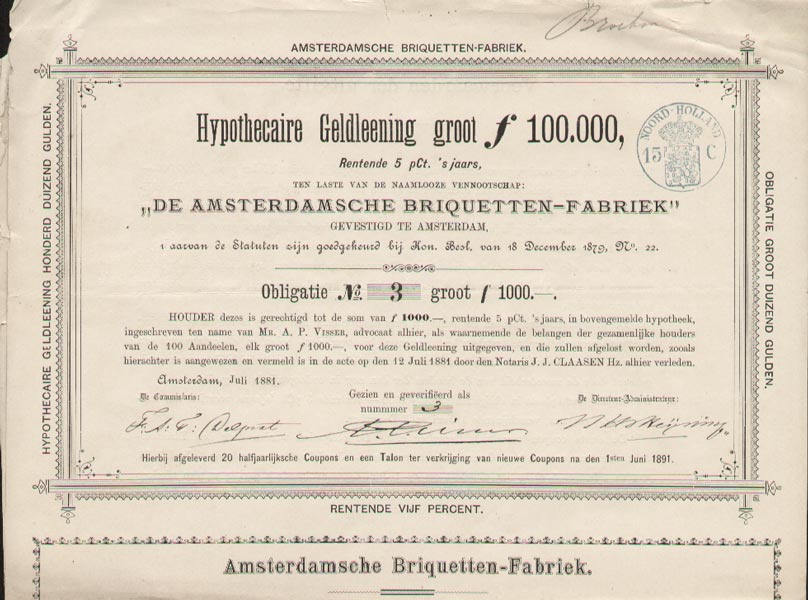 AMSTERDAMSCHE BRIQUETTEN-FABRIEK.
HYPOTHECAIRE GELDLEENING HONDERD DUIZEND GULDEN.
Hypothecaire Geldleening groot f 100.000,
NOORD-HOLLAND
15 C
Rentende 5 pCt. 's jaars,
TEN LASTE VAN DE NAAMLOOZE VENNOOTSCHAP:
„DE AMSTERDAMSCHE BRIQUETTEN-FABRIEK"
GEVESTIGD TE AMSTERDAM,
aarvan de Statuten zijn goedgekeurd bij Kon. Besl. van 18 December 1879, No. 22.
Obligatie No. 3 groot f 1000.—.
HOUDER dezes is gerechtigd tot de som van f 1000.—, rentende 5 pCt. 's jaars, in bovengemelde hypotheek,
ingeschreven ten name van MR. A. P. VISSER, advocaat alhier, als waarnemende de belangen der gezamenlijke houders
van de 100 Aandeelen, elk groot f 1000.—, voor deze Geldleening uitgegeven, en die zullen afgelost worden, zooals
hierachter is aangewezen en vermeld is in de acte op den 12 Juli 1881 door den Notaris J. J. CLAASEN Hz. alhier verleden.
Amsterdam, Juli 1881.
De Commissaris:
Gezien en geverifiëerd als
nummmer 3
De Directeur-Administrateur:
Hierbij afgeleverd 20 halfjaarlijksche Coupons en een Talon ter verkrijging van nieuwe Coupons na den 1sten Juni 1891.
OBLIGATIE GROOT DUIZEND GULDEN.
RENTENDE VIJF PERCENT.
Amsterdamsche Briquetten-Fabriek.